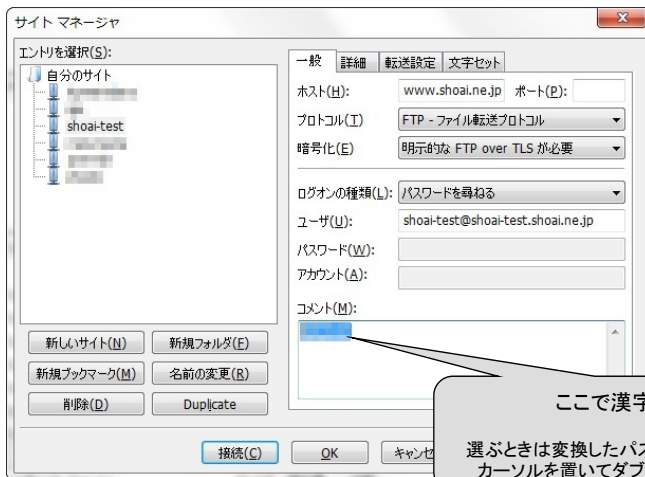 サイト マネージャ
エントリを選択(S):
自分のサイト
shoai-test
新しいサイト(N)
新規フォルダ(F)
新規ブックマーク(M)
名前の変更(R)
削除(D)
Duplicate
一般
詳細
転送設定
文字セット
ホスト(H):
www.shoai.ne.jp
ポート(P):
プロトコル(T)
FTP - ファイル転送プロトコル
暗号化(E)
明示的な FTP over TLS が必要
ログオンの種類(L):
パスワードを尋ねる
ユーザ(U):
shoai-test@shoai-test.shoai.ne.jp
パスワード(W):
アカウント(A):
コメント(M):
接続(C)
OK
キャンセ
ここで漢字
選ぶときは変換したパス
カーソルを置いてダブ